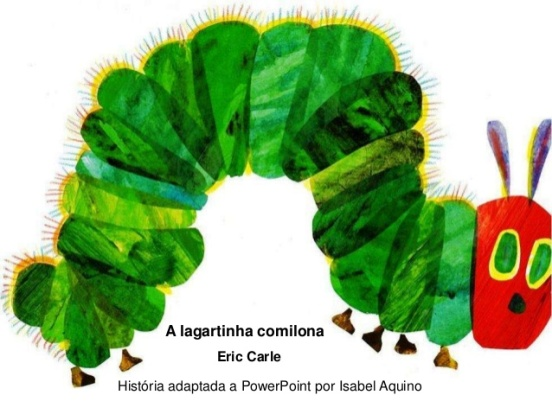 A lagartinha comilona
Eric Carle
História adaptada a PowerPoint por Isabel Aquino